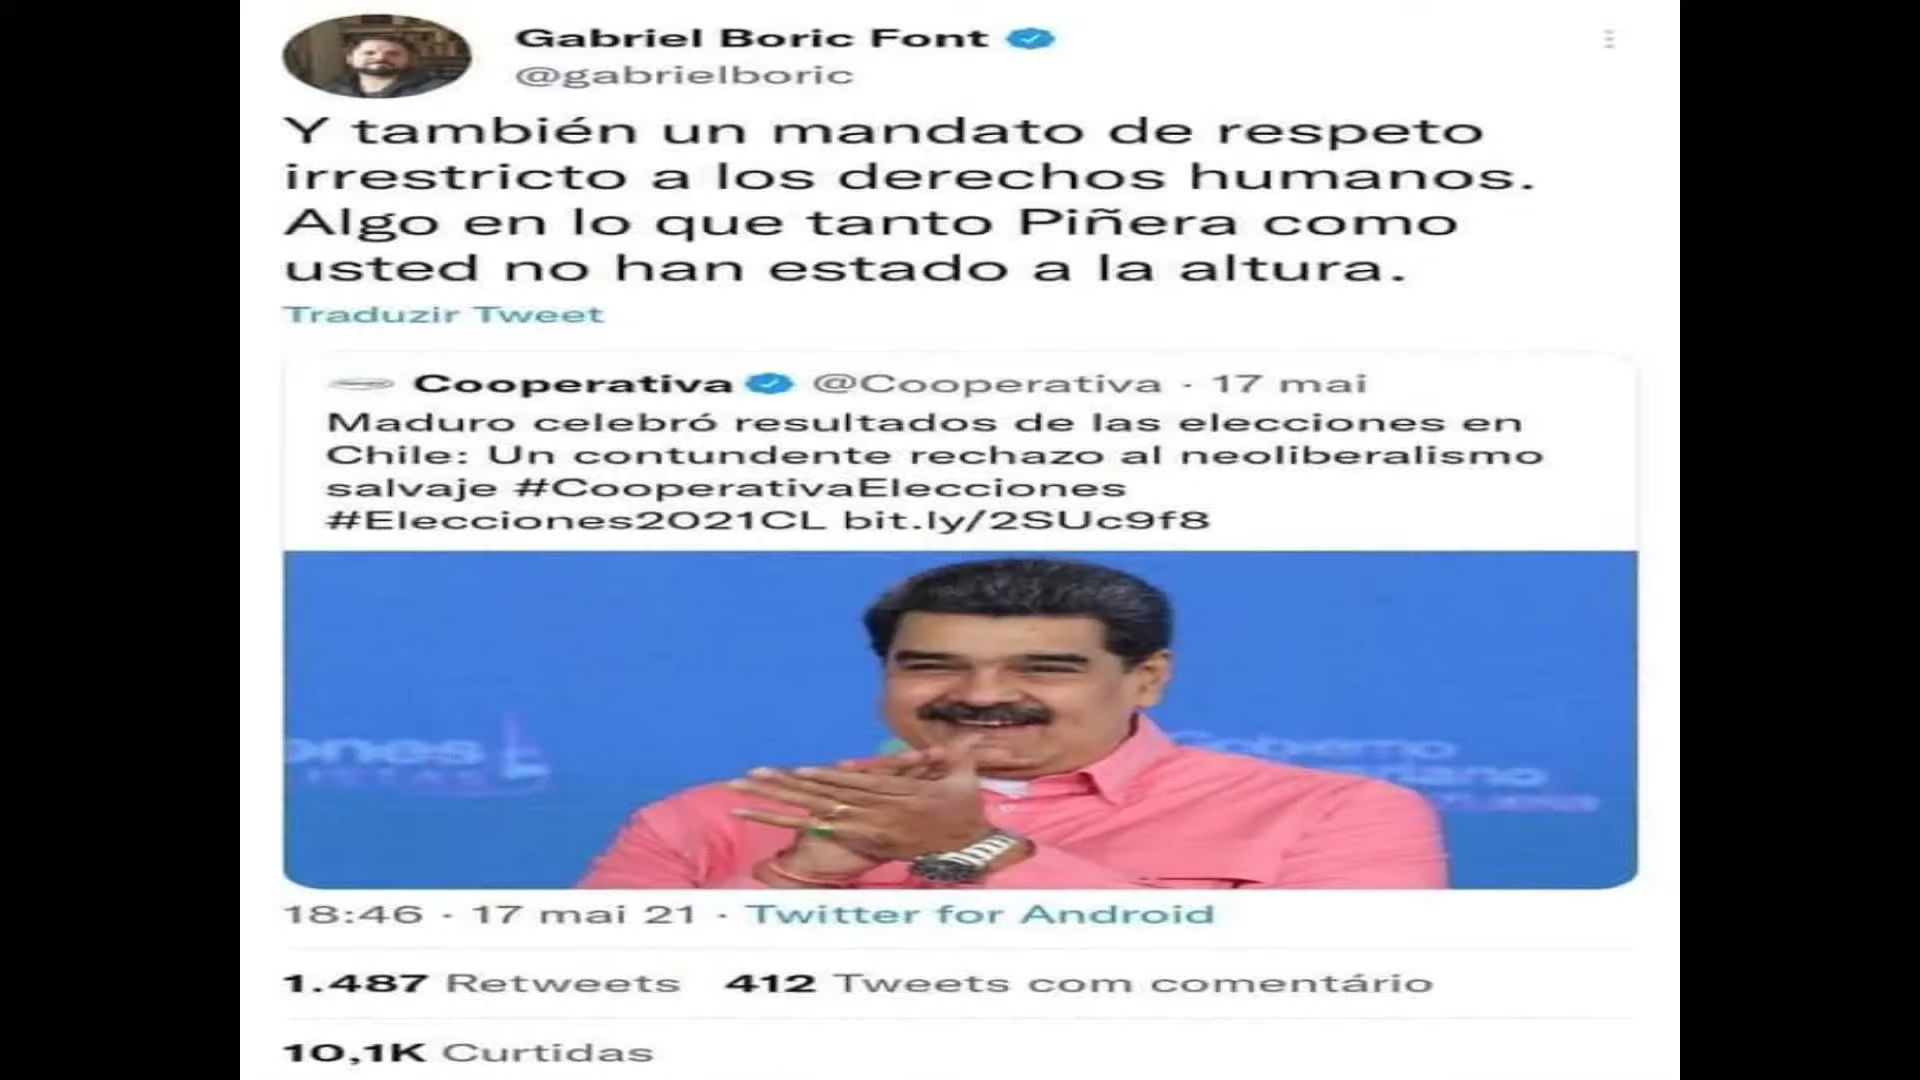 Gabriel Boric Font
@gabrielboric
Y también un mandato de respeto
irrestricto a los derechos humanos.
Algo en lo que tanto Piñera como
usted no han estado a la altura.
Traduzir Tweet
Cooperativa @Cooperativa · 17 mai
Maduro celebró resultados de las elecciones en
Chile: Un contundente rechazo al neoliberalismo
salvaje #CooperativaElecciones
#Elecciones2021CL bit.ly/2SUc9f8
Gobierno
18:46 · 17 mai 21 · Twitter for Android
1.487 Retweets 412 Tweets com comentário
10,1K Curtidas